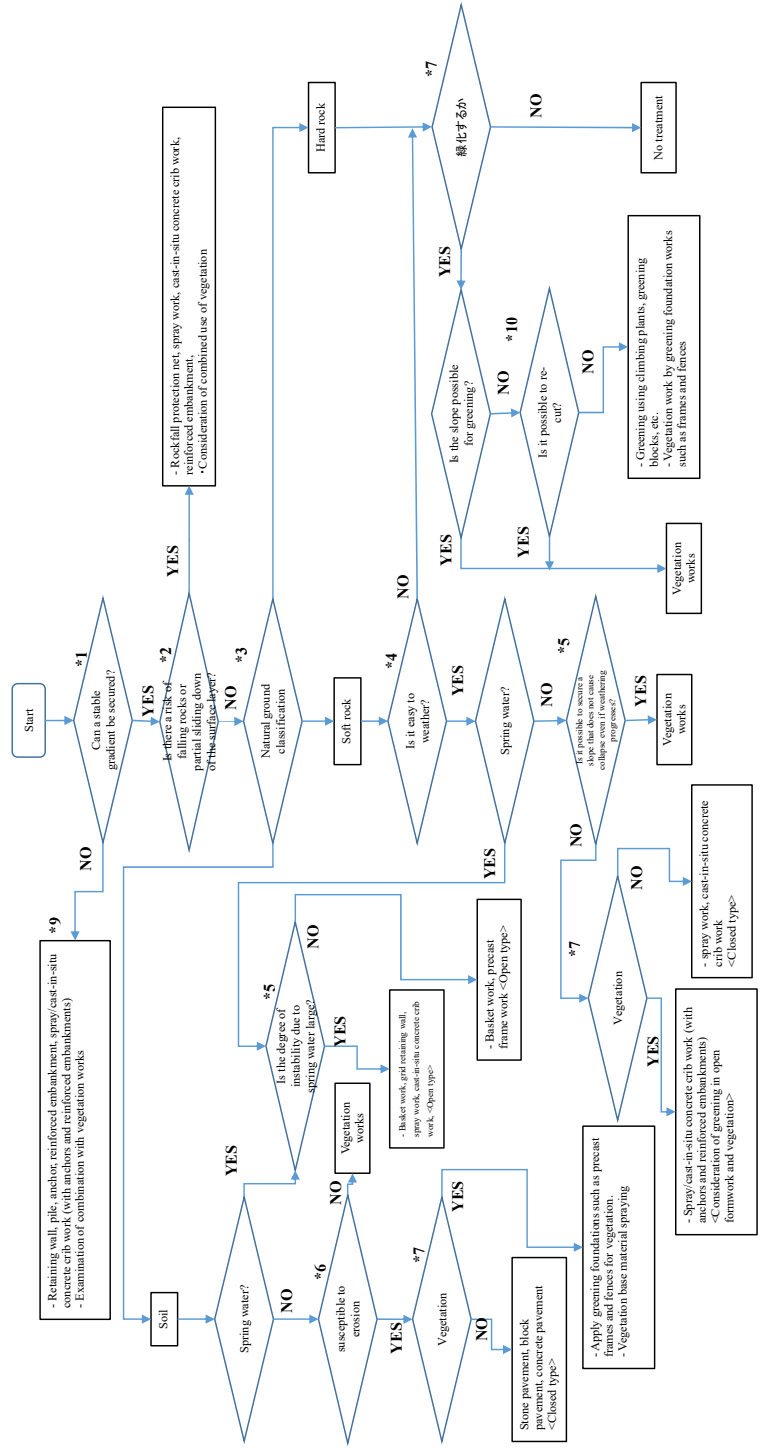 Start
*1
Can a stable
gradient be secured?
NO
YES
*9
- Retaining wall, pile, anchor, reinforced embankment, spray/cast-in-situ
concrete crib work (with anchors and reinforced embankments)
- Examination of combination with vegetation works
*2
Is there a risk of
falling rocks or
partial sliding down
of the surface layer?
YES
NO
- Rockfall protection net, spray work, cast-in-situ concrete crib work,
reinforced embankment,
・Consideration of combined use of vegetation
*3
Natural ground
classification
Soil
Soft rock
Hard rock
Spring water?
YES
NO
*5
Is the degree of
instability due to
spring water large?
NO
YES
- Basket work, grid retaining wall,
spray work, cast-in-situ concrete crib
work, <Open type>
- Basket work, precast
frame work <Open type>
*6
susceptible to
erosion
NO
YES
Vegetation
works
*7
Vegetation
YES
NO
Stone pavement, block
pavement, concrete pavement
<Closed type>
- Apply greening foundations such as precast
frames and fences for vegetation.
- Vegetation base material spraying
*4
Is it easy to
weather?
NO
YES
Spring water?
YES
NO
*5
Is it possible to secure a
slope that does not cause
collapse even if weathering
progresses?
NO
YES
Vegetation
works
*7
Vegetation
NO
YES
- spray work, cast-in-situ concrete
crib work
<Closed type>
- Spray/cast-in-situ concrete crib work (with
anchors and reinforced embankments)
<Consideration of greening in open
formwork and vegetation>
*7
緑化するか
YES
NO
No treatment
Is the slope possible
for greening?
YES
NO
*10
Is it possible to re-
cut?
YES
NO
Vegetation
works
- Greening using climbing plants, greening
blocks, etc.
- Vegetation work by greening foundation works
such as frames and fences